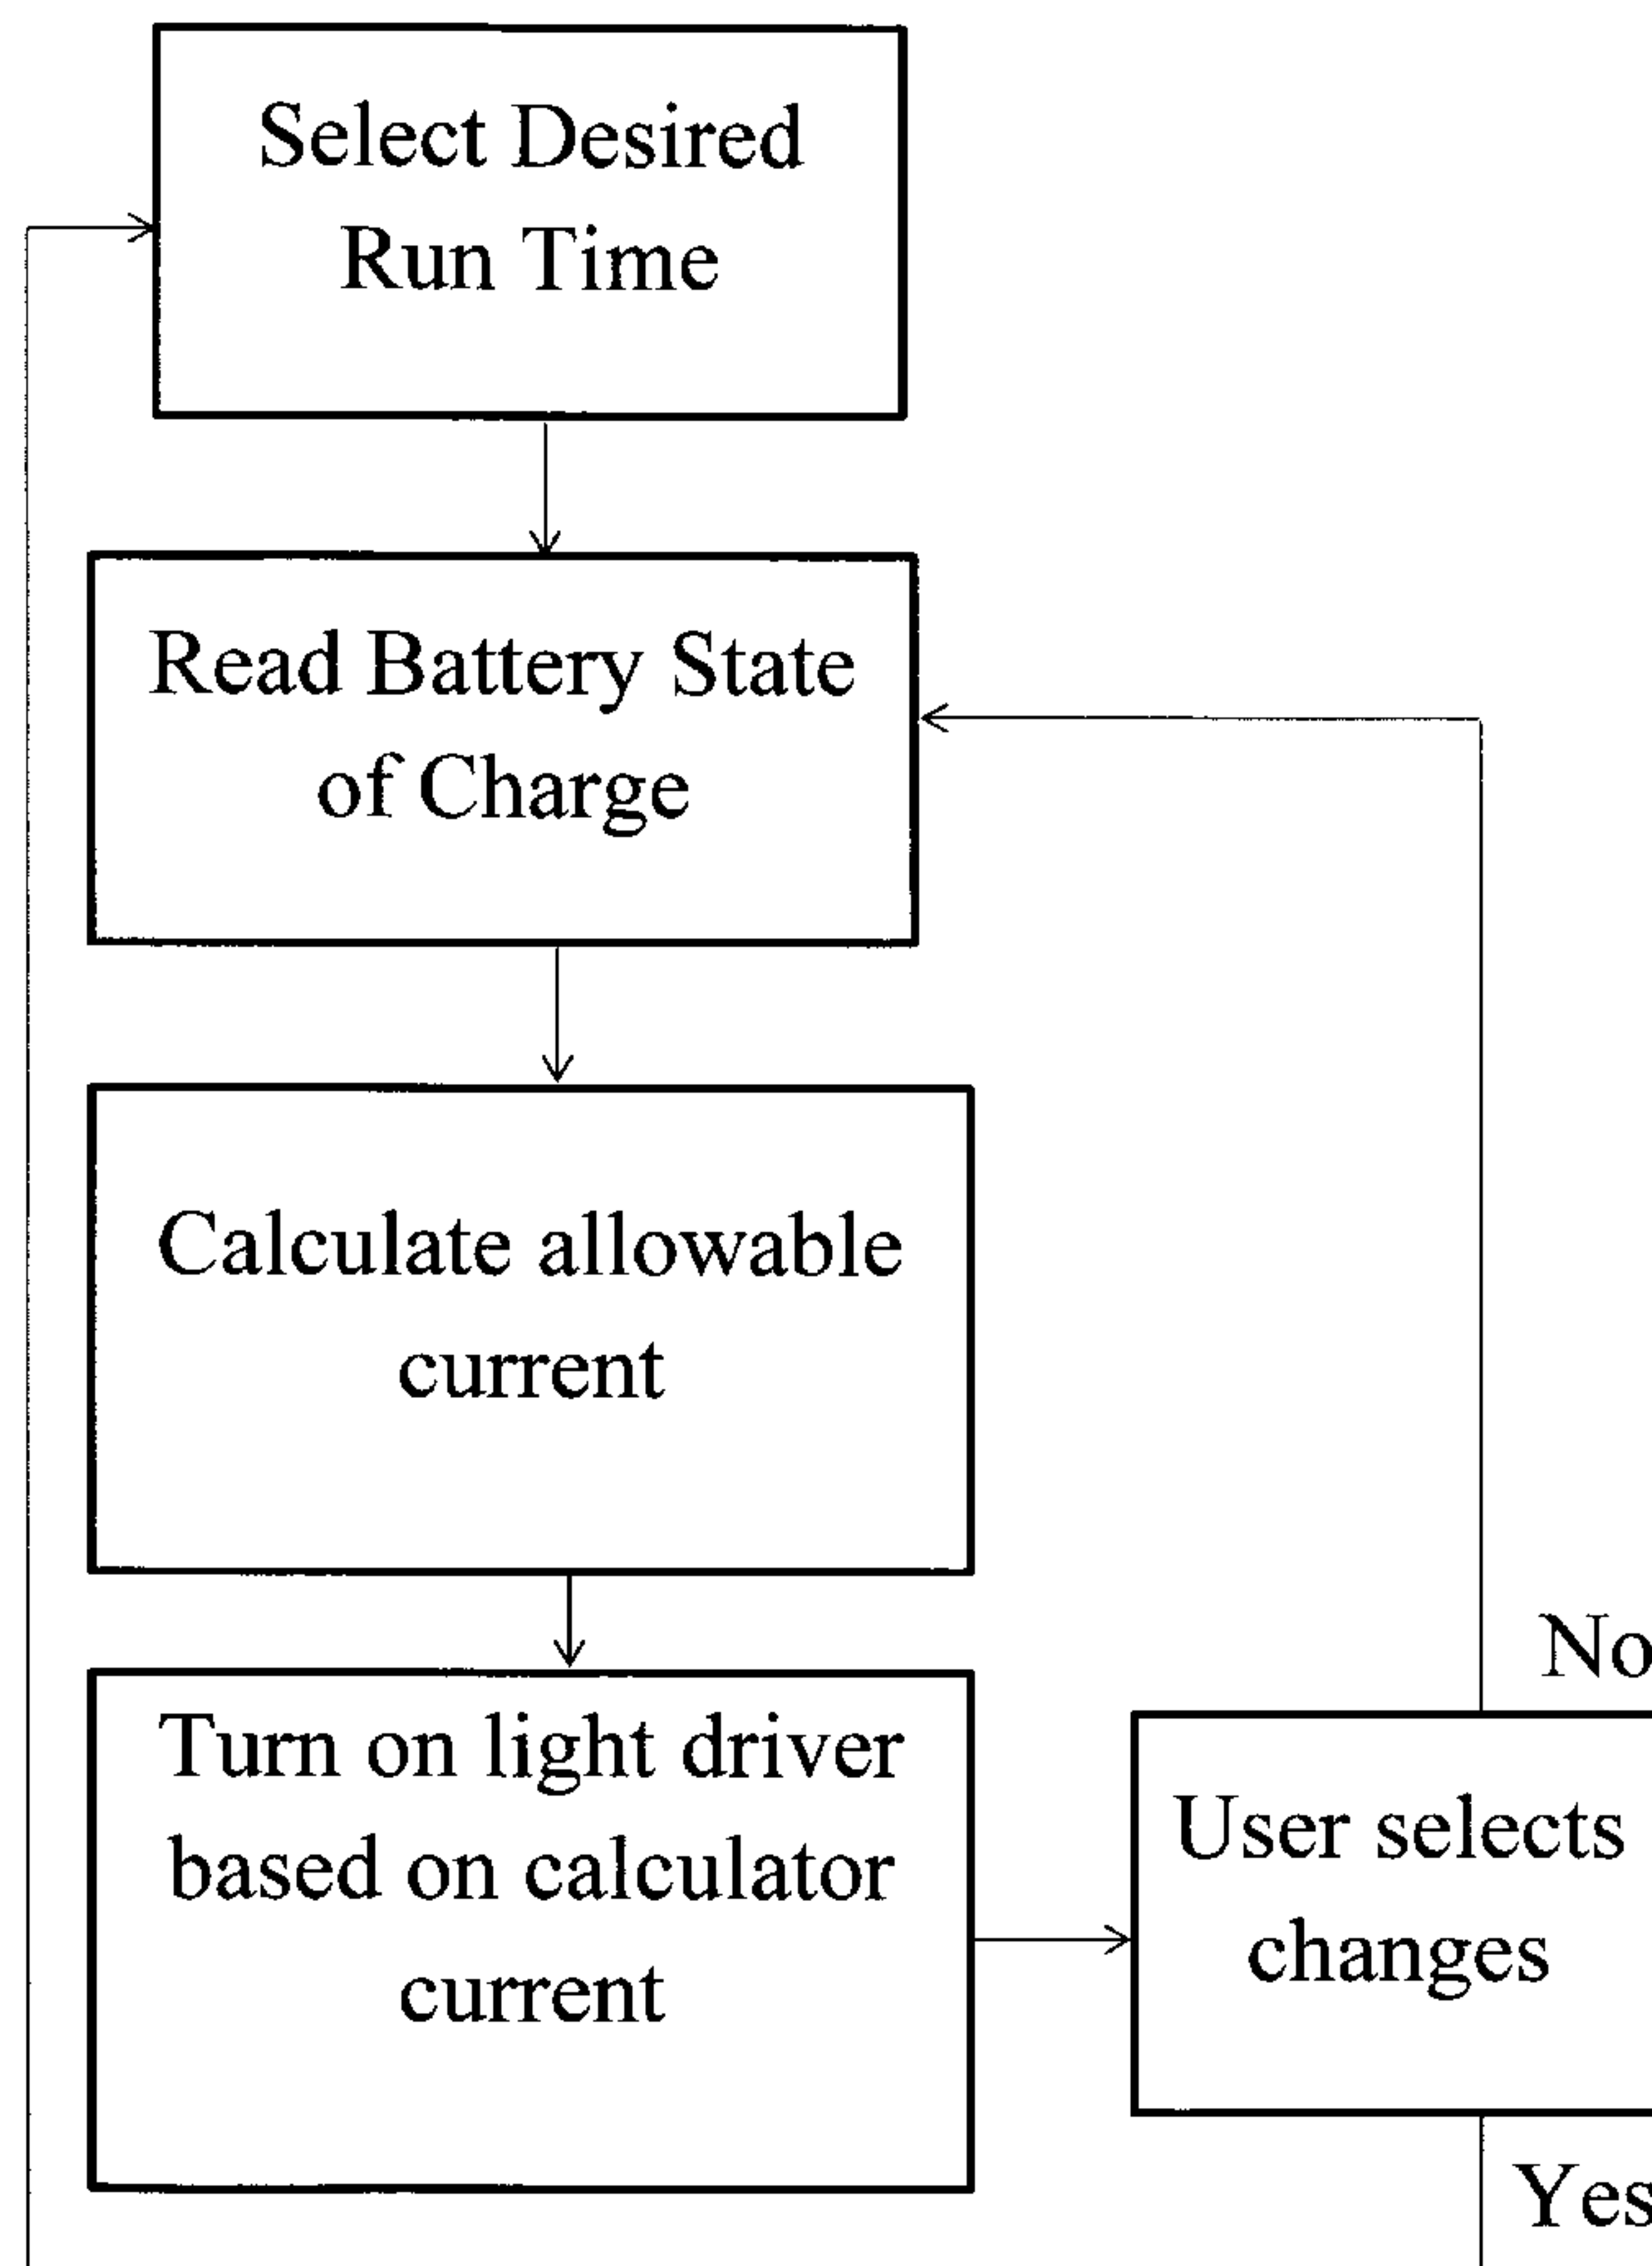 Select Desired
Run Time
Read Battery State
of Charge
Calculate allowable
current
Turn on light driver
based on calculator
current
No
User selects
changes
Yes